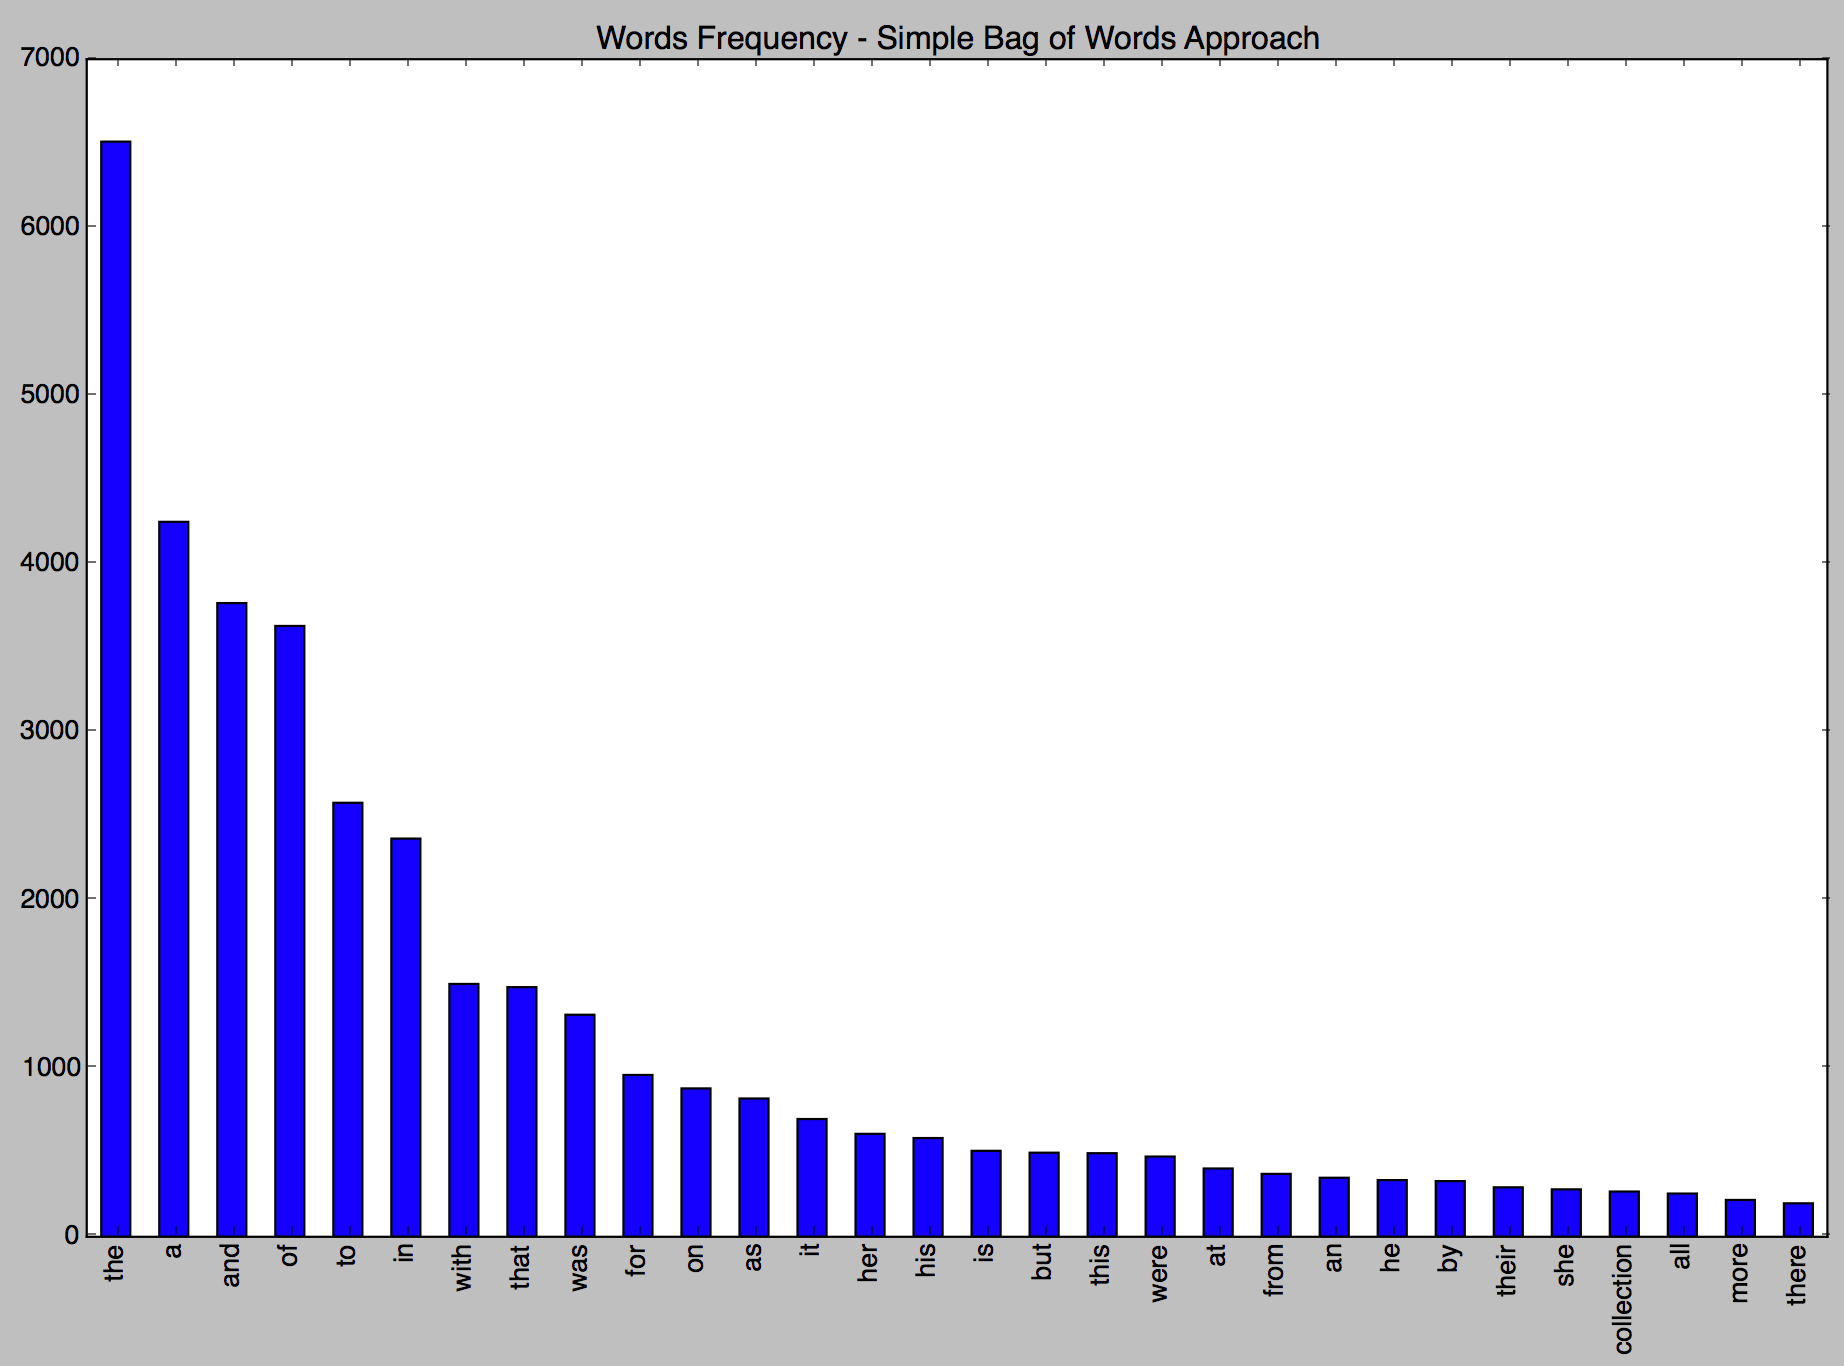 Words Frequency - Simple Bag of Words Approach
7000
6000
5000
4000
3000
2000
1000
0
the
a
and
of
to
in
with
that
was
for
on
as
it
her
his
is
but
this
were
at
from
an
he
by
their
she
collection
all
more
there